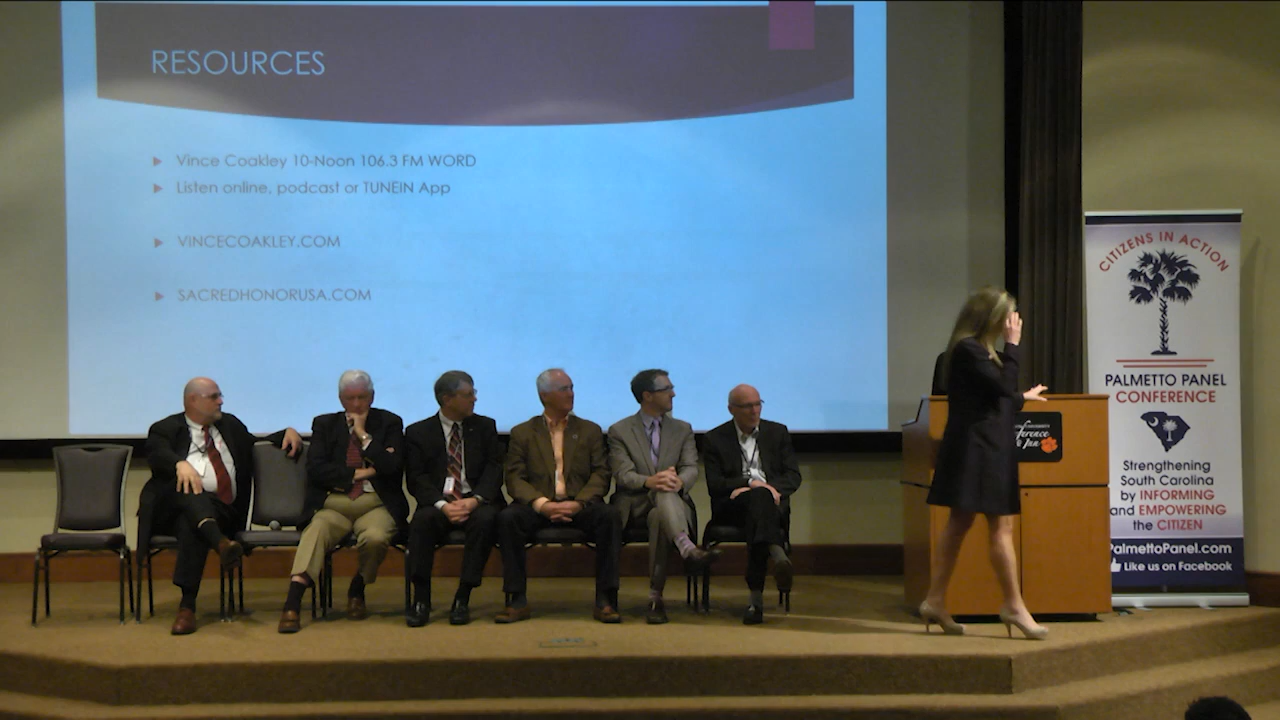 RESOURCES
Vince Coakley 10-Noon 106.3 FM WORD
Listen online, podcast or TUNEIN App
VINCECOAKLEY.COM
SACREDHONORUSA.COM
CITIZENS IN ACTION
PALMETTO PANEL
CONFERENCE
Strengthening
South Carolina
by INFORMING
and EMPOWERING
the CITIZEN
PalmettoPanel.com
Like us on Facebook
Inn